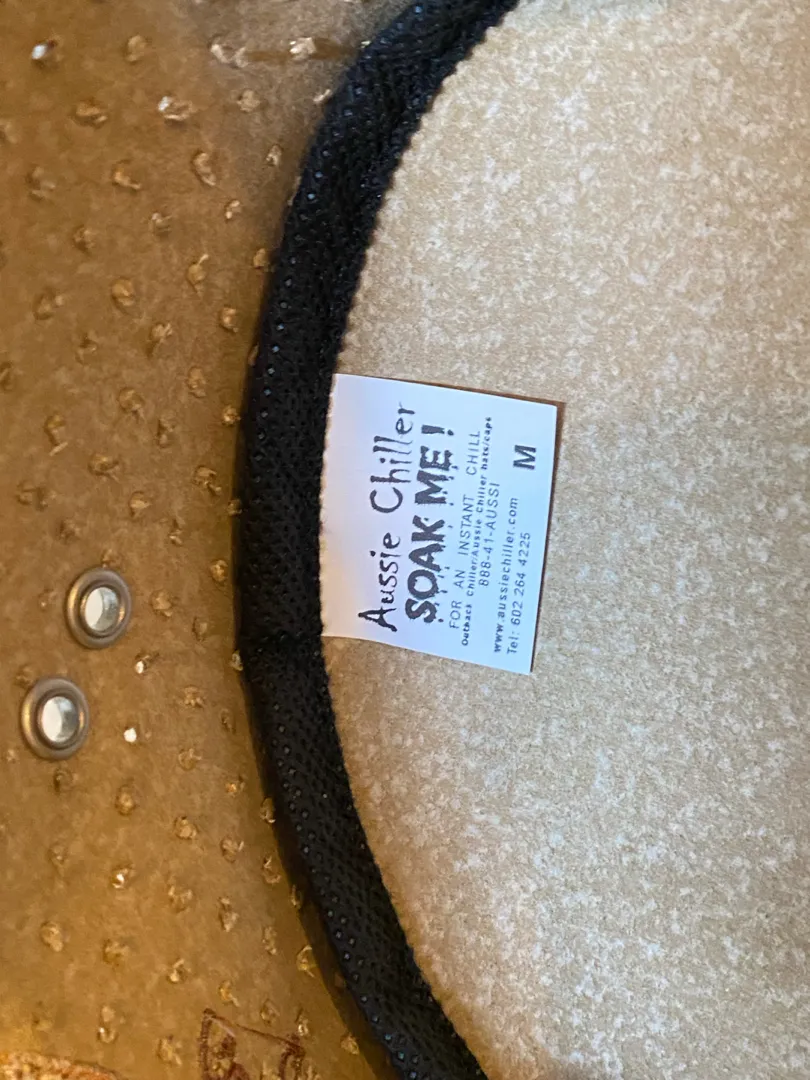 Aussie Chiller
SOAK ME!
FOR AN INSTANT CHILL
Outback Chiller/Aussie Chiller hats/caps
888-41-AUSSI
www.aussiechiller.com
Tel: 602 264 4225
M